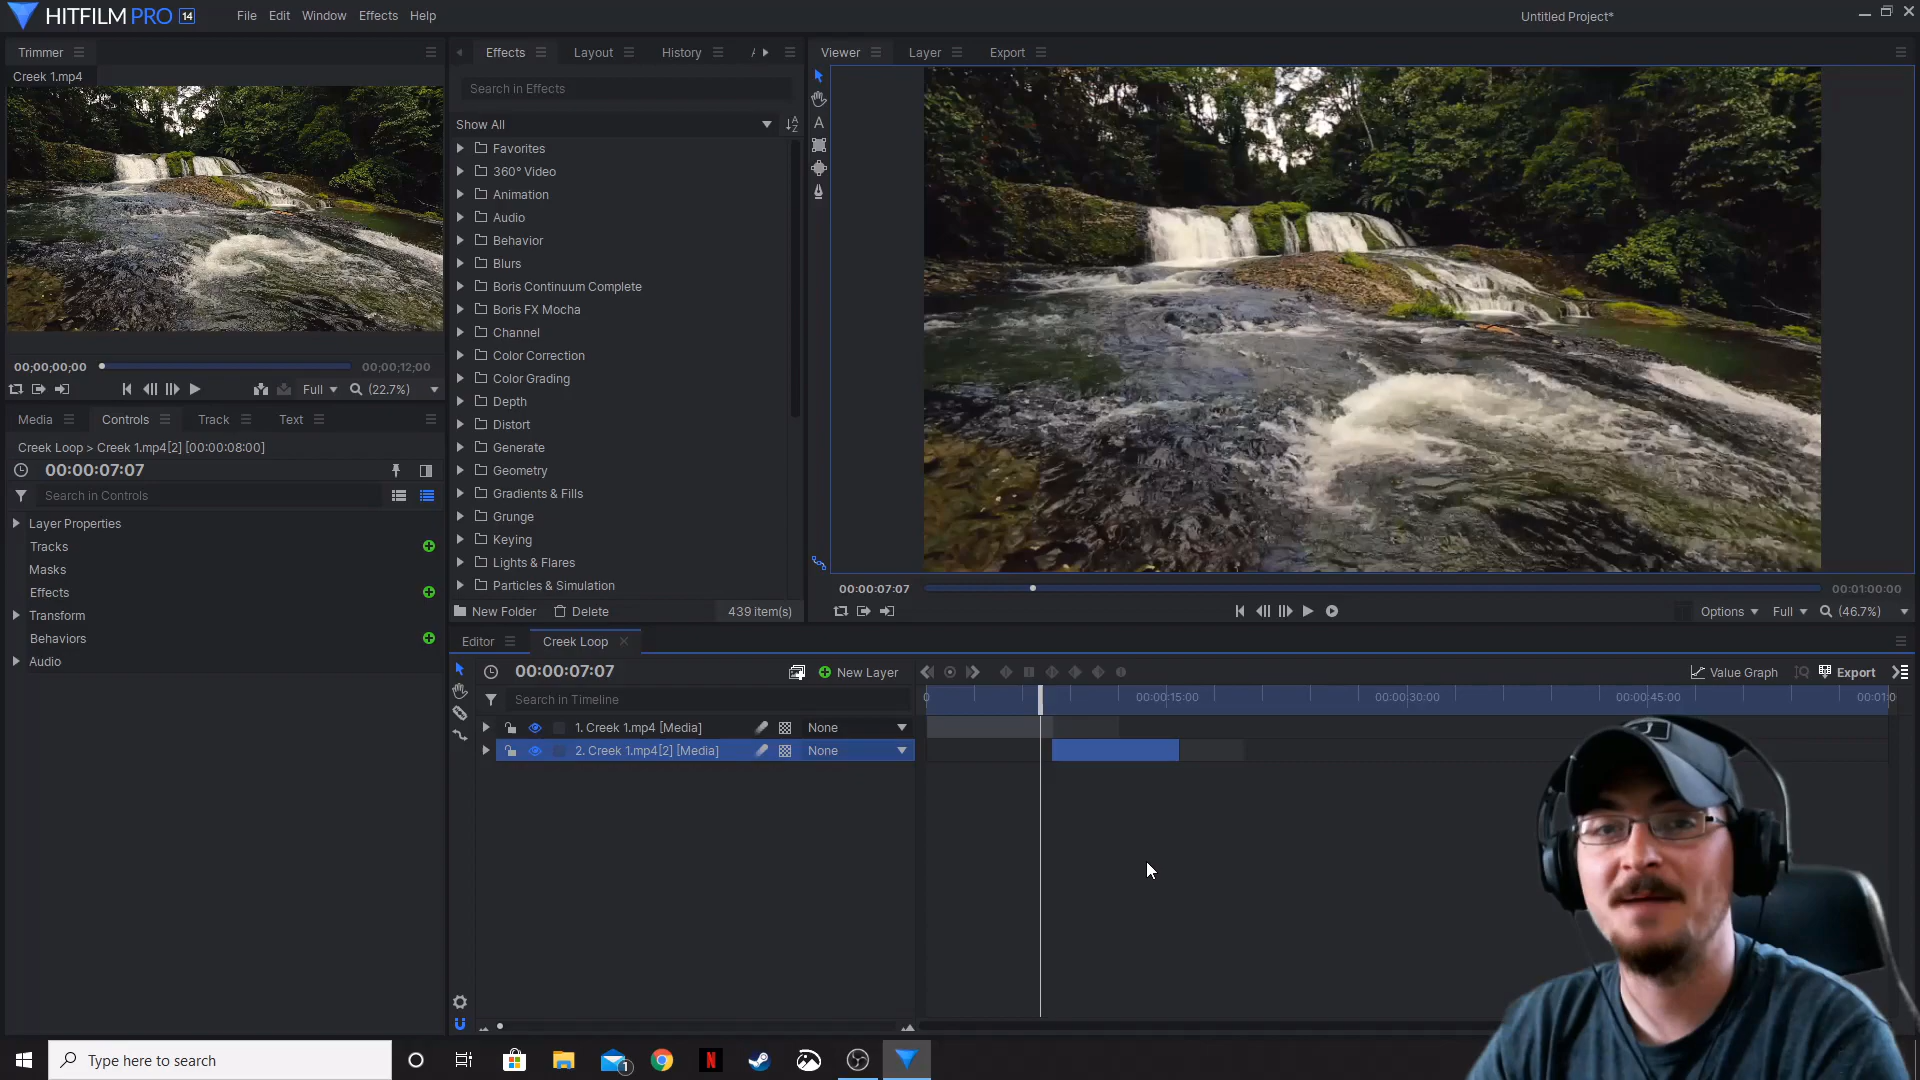 HITFILM PRO 14
File Edit Window Effects Help
Untitled Project*
Trimmer
Creek 1.mp4
00;00;00;00
00;00;12;00
Full (22.7%)
Media Controls Track Text
Creek Loop > Creek 1.mp4[2] [00:00:08:00]
00:00:07:07
Search in Controls
Layer Properties
Tracks
Masks
Effects
Transform
Behaviors
Audio
Effects Layout History
Search in Effects
Show All
Favorites
360° Video
Animation
Audio
Behavior
Blurs
Boris Continuum Complete
Boris FX Mocha
Channel
Color Correction
Color Grading
Depth
Distort
Generate
Geometry
Gradients & Fills
Grunge
Keying
Lights & Flares
Particles & Simulation
New Folder Delete 439 item(s)
Viewer Layer Export
00:00:07:07
00:01:00:00
Options Full (46.7%)
Editor Creek Loop
00:00:07:07 New Layer
Value Graph Export
Search in Timeline
0 00:00:15:00 00:00:30:00 00:00:45:00 00:01:0
1. Creek 1.mp4 [Media] None
2. Creek 1.mp4[2] [Media] None
Type here to search
1